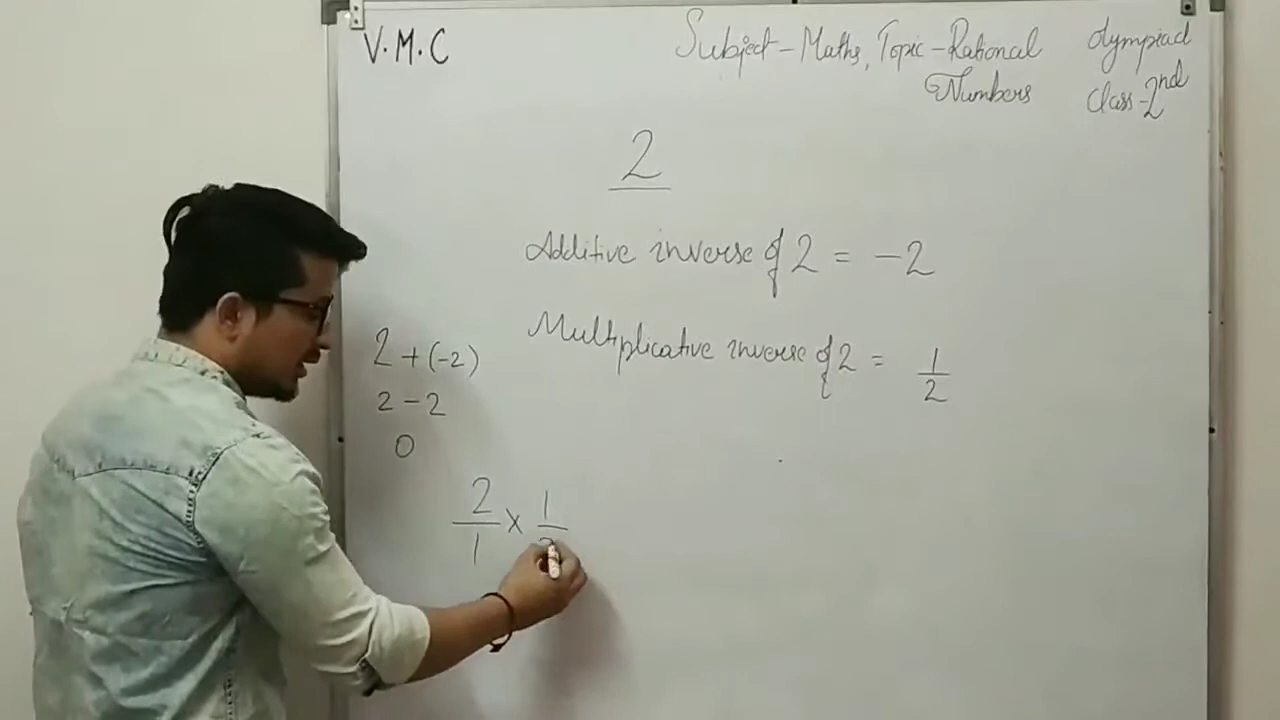 V.M.C
Subject-Maths, Topic-Rational
Numbers
Olympiad
Class-2nd
2
Additive inverse of 2 = -2
Multiplicative inverse of 2 = 1/2
2 + (-2)
2 - 2
0
2/1 × 1/2